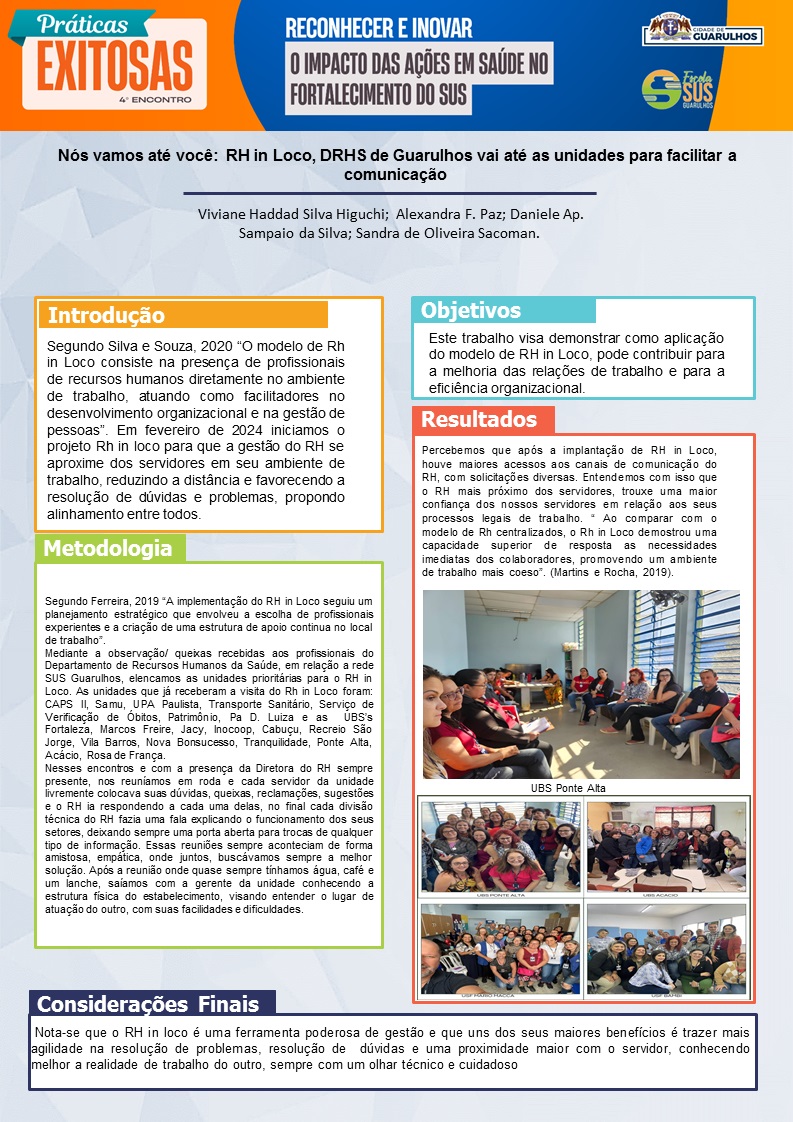 Práticas
EXITOSAS
4º ENCONTRO
RECONHECER E INOVAR
O IMPACTO DAS AÇÕES EM SAÚDE NO
FORTALECIMENTO DO SUS
CIDADE DE
GUARULHOS
Escola
SUS
GUARULHOS
Nós vamos até você: RH in Loco, DRHS de Guarulhos vai até as unidades para facilitar a
comunicação
Viviane Haddad Silva Higuchi; Alexandra F. Paz; Daniele Ap.
Sampaio da Silva; Sandra de Oliveira Sacoman.
Introdução
Segundo Silva e Souza, 2020 “O modelo de Rh
in Loco consiste na presença de profissionais
de recursos humanos diretamente no ambiente
de trabalho, atuando como facilitadores no
desenvolvimento organizacional e na gestão de
pessoas”. Em fevereiro de 2024 iniciamos o
projeto Rh in loco para que a gestão do RH se
aproxime dos servidores em seu ambiente de
trabalho, reduzindo a distância e favorecendo a
resolução de dúvidas e problemas, propondo
alinhamento entre todos.
Metodologia
Segundo Ferreira, 2019 “A implementação do RH in Loco seguiu um
planejamento estratégico que envolveu a escolha de profissionais
experientes e a criação de uma estrutura de apoio continua no local
de trabalho”.
Mediante a observação/ queixas recebidas aos profissionais do
Departamento de Recursos Humanos da Saúde, em relação a rede
SUS Guarulhos, elencamos as unidades prioritárias para o RH in
Loco. As unidades que já receberam a visita do Rh in Loco foram:
CAPS II, Samu, UPA Paulista, Transporte Sanitário, Serviço de
Verificação de Óbitos, Patrimônio, Pa D. Luiza e as UBS's
Fortaleza, Marcos Freire, Jacy, Inocoop, Cabuçu, Recreio São
Jorge, Vila Barros, Nova Bonsucesso, Tranquilidade, Ponte Alta,
Acácio, Rosa de França.
Nesses encontros e com a presença da Diretora do RH sempre
presente, nos reuníamos em roda e cada servidor da unidade
livremente colocava suas dúvidas, queixas, reclamações, sugestões
e o RH ia respondendo a cada uma delas, no final cada divisão
técnica do RH fazia uma fala explicando o funcionamento dos seus
setores, deixando sempre uma porta aberta para trocas de qualquer
tipo de informação. Essas reuniões sempre aconteciam de forma
amistosa, empática, onde juntos, buscávamos sempre a melhor
solução. Após a reunião onde quase sempre tínhamos água, café e
um lanche, saíamos com a gerente da unidade conhecendo a
estrutura física do estabelecimento, visando entender o lugar de
atuação do outro, com suas facilidades e dificuldades.
Objetivos
Este trabalho visa demonstrar como aplicação
do modelo de RH in Loco, pode contribuir para
a melhoria das relações de trabalho e para a
eficiência organizacional.
Resultados
Percebemos que após a implantação de RH in Loco,
houve maiores acessos aos canais de comunicação do
RH, com solicitações diversas. Entendemos com isso que
o RH mais próximo dos servidores, trouxe uma maior
confiança dos nossos servidores em relação aos seus
processos legais de trabalho. “ Ao comparar com o
modelo de Rh centralizados, o Rh in Loco demostrou uma
capacidade superior de resposta as necessidades
imediatas dos colaboradores, promovendo um ambiente
de trabalho mais coeso”. (Martins e Rocha, 2019).
UBS Ponte Alta
UBS PONTE ALTA
UBS ACACIO
USF MARIO MACCA
USF BAMBI
Considerações Finais
Nota-se que o RH in loco é uma ferramenta poderosa de gestão e que uns dos seus maiores benefícios é trazer mais
agilidade na resolução de problemas, resolução de dúvidas e uma proximidade maior com o servidor, conhecendo
melhor a realidade de trabalho do outro, sempre com um olhar técnico e cuidadoso